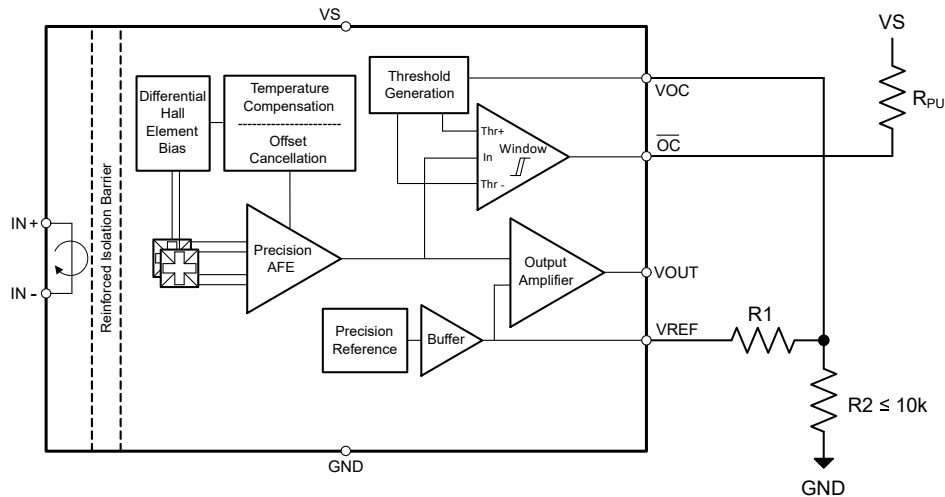 VS
VS
Differential
Hall
Element
Bias
Temperature
Compensation
Offset
Cancellation
Threshold
Generation
VOC
RPU
Thr+
Window
In
Thr -
OC
IN+
IN-
Reinforced Isolation Barrier
Precision
AFE
Output
Amplifier
VOUT
Precision
Reference
Buffer
VREF
R1
R2 ≤ 10k
GND
GND